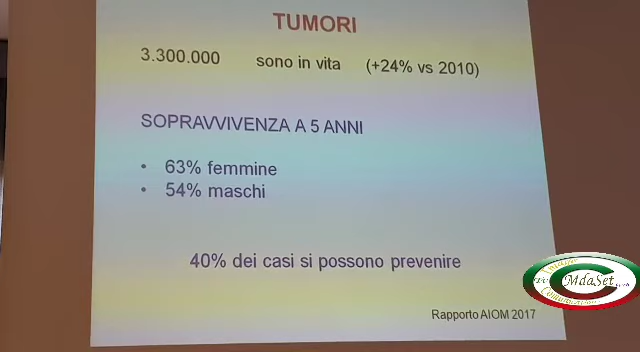 TUMORI
3.300.000 sono in vita (+24% vs 2010)
SOPRAVVIVENZA A 5 ANNI
• 63% femmine
• 54% maschi
40% dei casi si possono prevenire
Rapporto AIOM 2017
MdaSet